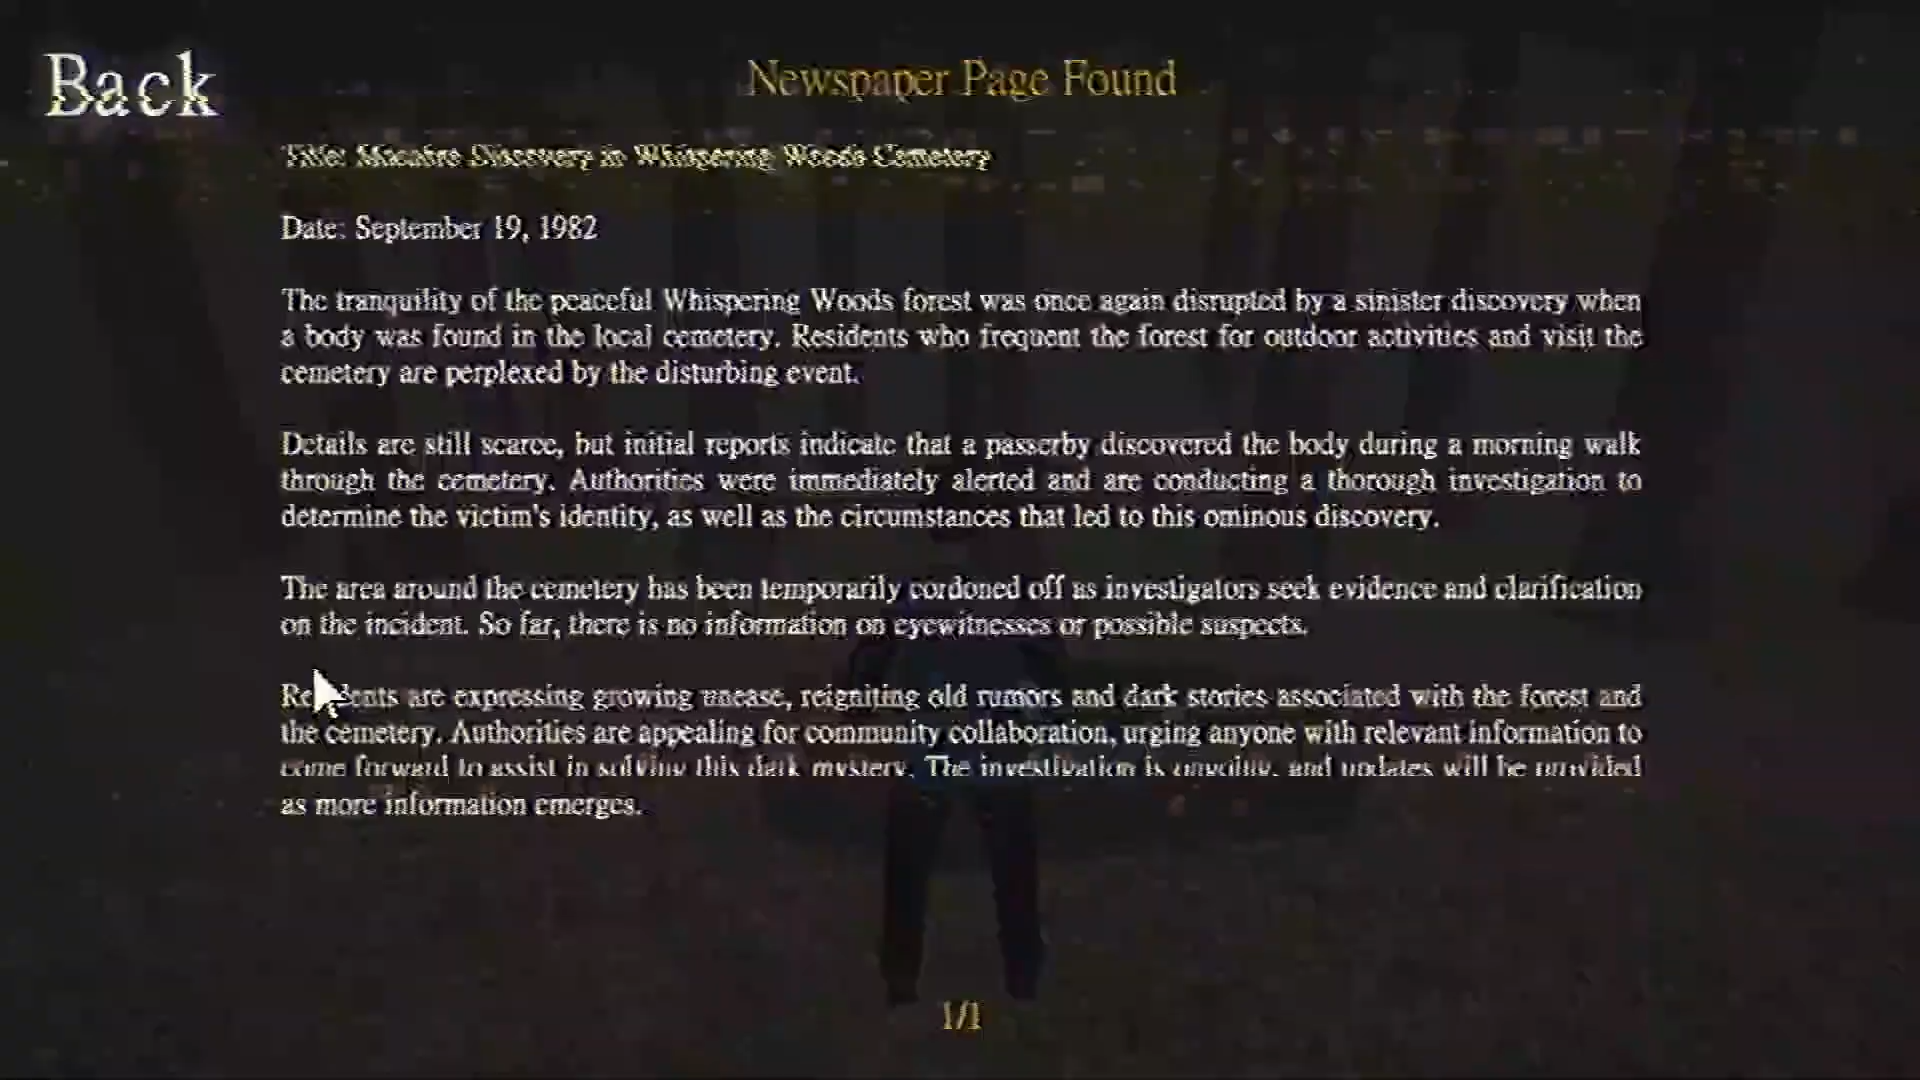 Back
Newspaper Page Found
Title: Macabre Discovery in Whispering Woods Cemetery
Date: September 19, 1982
The tranquility of the peaceful Whispering Woods forest was once again disrupted by a sinister discovery when
a body was found in the local cemetery. Residents who frequent the forest for outdoor activities and visit the
cemetery are perplexed by the disturbing event.
Details are still scarce, but initial reports indicate that a passerby discovered the body during a morning walk
through the cemetery. Authorities were immediately alerted and are conducting a thorough investigation to
determine the victim's identity, as well as the circumstances that led to this ominous discovery.
The area around the cemetery has been temporarily cordoned off as investigators seek evidence and clarification
on the incident. So far, there is no information on eyewitnesses or possible suspects.
Residents are expressing growing unease, reigniting old rumors and dark stories associated with the forest and
the cemetery. Authorities are appealing for community collaboration, urging anyone with relevant information to
come forward to assist in solving this dark mystery. The investigation is ongoing, and updates will be provided
as more information emerges.
1/1